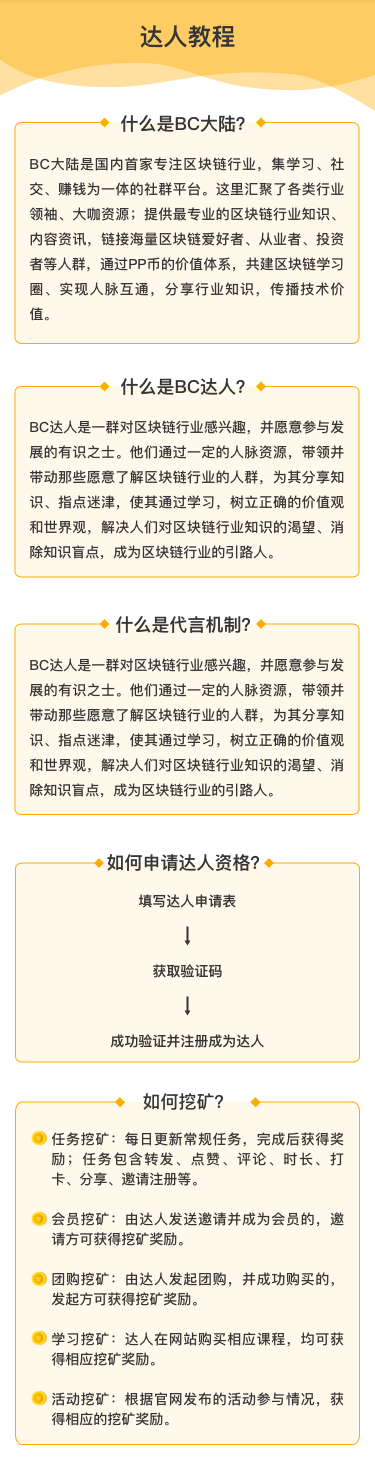 达人教程
什么是BC大陆?
BC大陆是国内首家专注区块链行业，集学习、社
交、赚钱为一体的社群平台。这里汇聚了各类行业
领袖、大咖资源；提供最专业的区块链行业知识、
内容资讯，链接海量区块链爱好者、从业者、投资
者等人群，通过PP币的价值体系，共建区块链学习
圈、实现人脉互通，分享行业知识，传播技术价
值。
什么是BC达人?
BC达人是一群对区块链行业感兴趣，并愿意参与发
展的有识之士。他们通过一定的人脉资源，带领并
带动那些愿意了解区块链行业的人群，为其分享知
识、指点迷津，使其通过学习，树立正确的价值观
和世界观，解决人们对区块链行业知识的渴望、消
除知识盲点，成为区块链行业的引路人。
什么是代言机制?
BC达人是一群对区块链行业感兴趣，并愿意参与发
展的有识之士。他们通过一定的人脉资源，带领并
带动那些愿意了解区块链行业的人群，为其分享知
识、指点迷津，使其通过学习，树立正确的价值观
和世界观，解决人们对区块链行业知识的渴望、消
除知识盲点，成为区块链行业的引路人。
如何申请达人资格?
填写达人申请表
获取验证码
成功验证并注册成为达人
如何挖矿?
任务挖矿：每日更新常规任务，完成后获得奖
励；任务包含转发、点赞、评论、时长、打
卡、分享、邀请注册等。
会员挖矿：由达人发送邀请并成为会员的，邀
请方可获得挖矿奖励。
团购挖矿：由达人发起团购，并成功购买的，
发起方可获得挖矿奖励。
学习挖矿：达人在网站购买相应课程，均可获
得相应挖矿奖励。
活动挖矿：根据官网发布的活动参与情况，获
得相应的挖矿奖励。